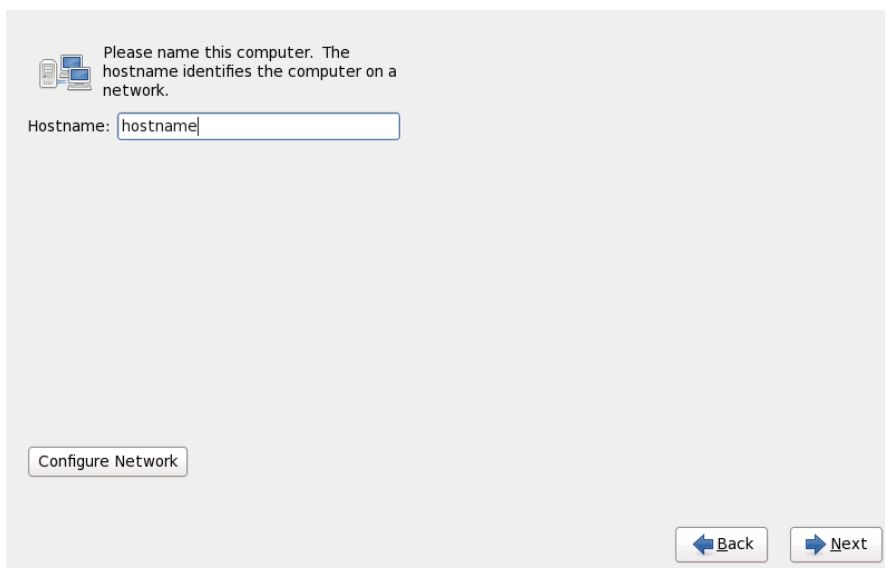 Please name this computer.  The
hostname identifies the computer on a
network.
Hostname: hostname
Configure Network
Back Next